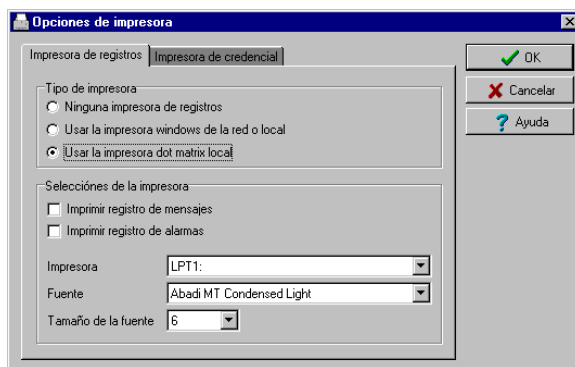 Opciones de impresora
Impresora de registros Impresora de credencial
OK
Cancelar
Ayuda
Tipo de impresora
Ninguna impresora de registros
Usar la impresora windows de la red o local
Usar la impresora dot matrix local
Selecciónes de la impresora
Imprimir registro de mensajes
Imprimir registro de alarmas
Impresora LPT1:
Fuente Abadi MT Condensed Light
Tamaño de la fuente 6